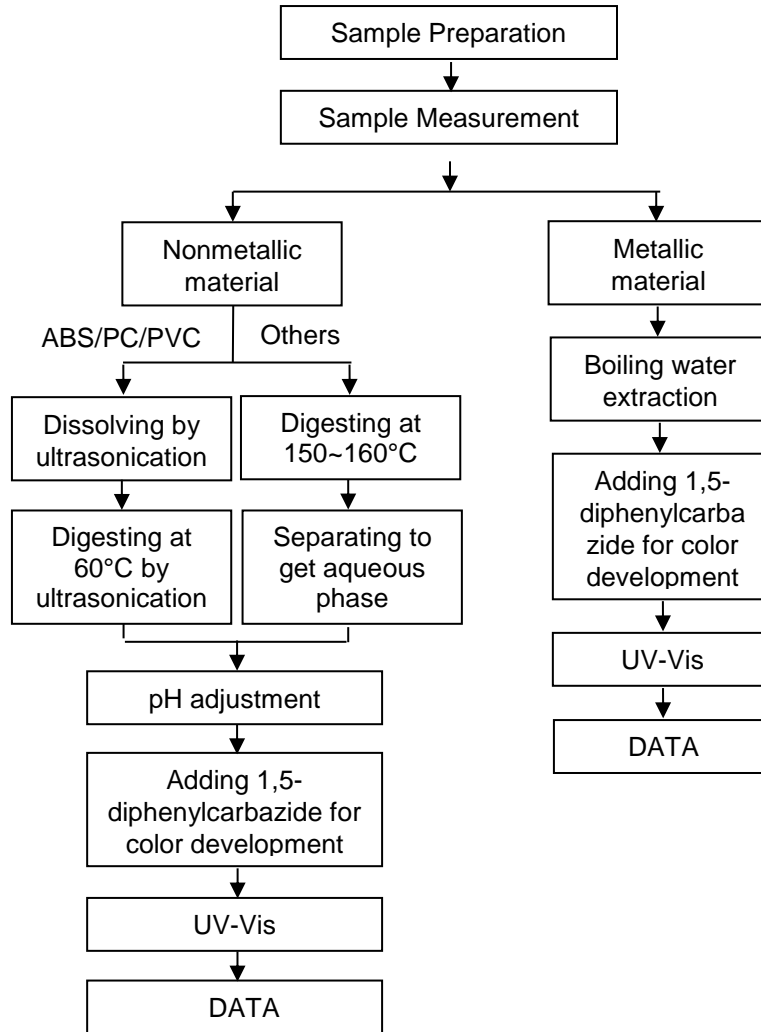 Sample Preparation
Sample Measurement
Nonmetallic
material
Metallic
material
ABS/PC/PVC
Others
Boiling water
extraction
Dissolving by
ultrasonication
Digesting at
150~160°C
Adding 1,5-
diphenylcarba
zide for color
development
Digesting at
60°C by
ultrasonication
Separating to
get aqueous
phase
UV-Vis
pH adjustment
DATA
Adding 1,5-
diphenylcarbazide for
color development
UV-Vis
DATA